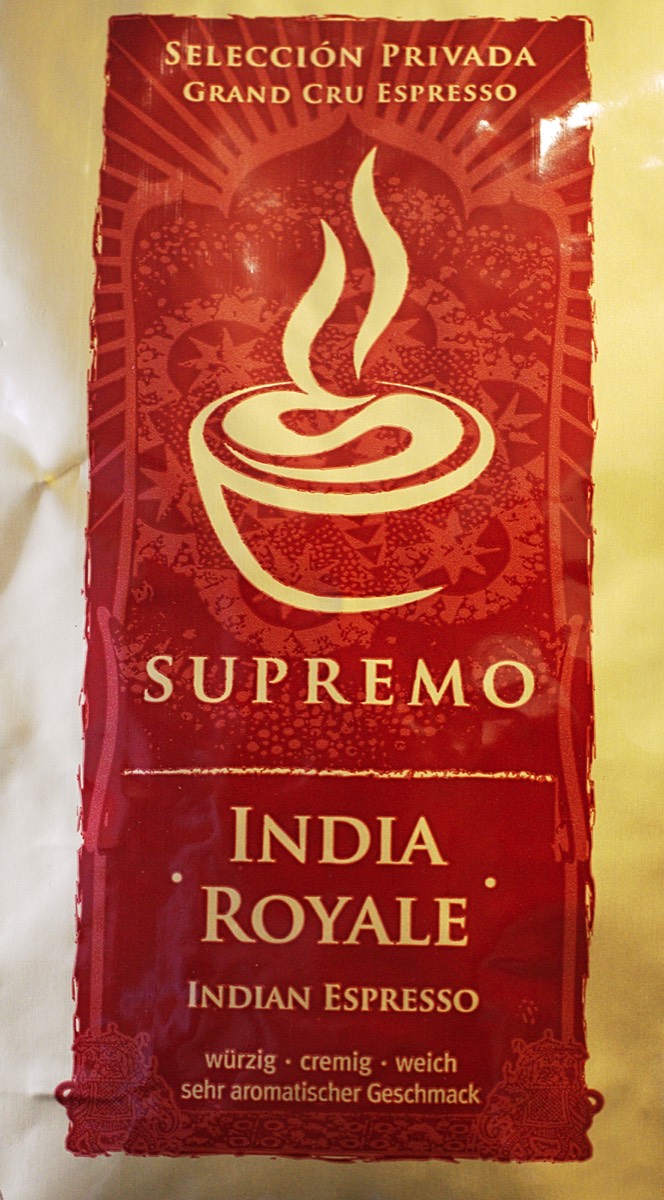 Selección Privada
Grand Cru Espresso
SUPREMO
India
· Royale ·
Indian Espresso
würzig · cremig · weich
sehr aromatischer Geschmack